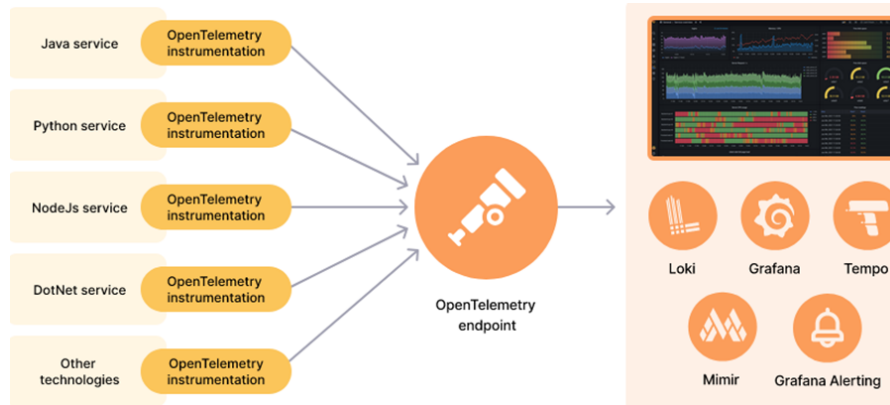 Java service
OpenTelemetry
instrumentation
Python service
OpenTelemetry
instrumentation
NodeJs service
OpenTelemetry
instrumentation
DotNet service
OpenTelemetry
instrumentation
Other
technologies
OpenTelemetry
instrumentation
OpenTelemetry
endpoint
Loki
Grafana
Tempo
Mimir
Grafana Alerting